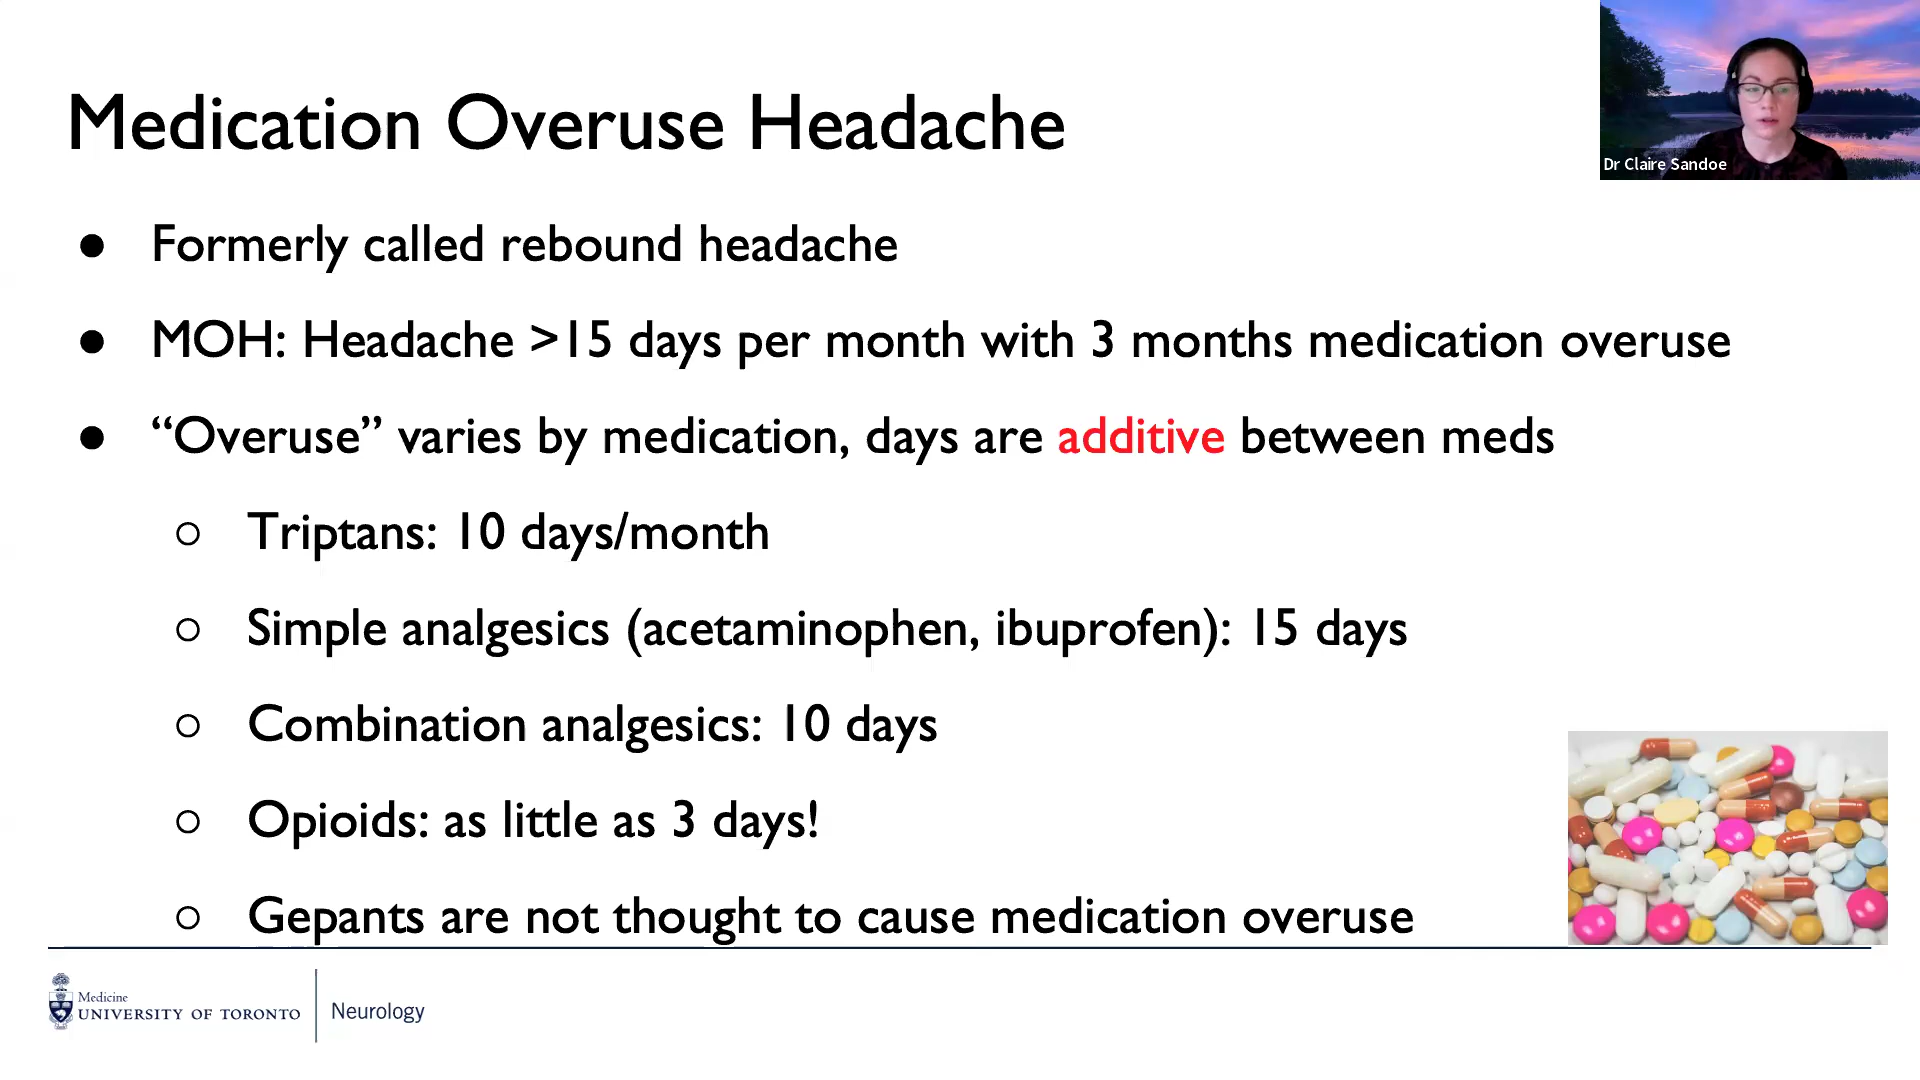 Medication Overuse Headache
Dr Claire Sandoe
● Formerly called rebound headache
● MOH: Headache >15 days per month with 3 months medication overuse
● “Overuse” varies by medication, days are additive between meds
○ Triptans: 10 days/month
○ Simple analgesics (acetaminophen, ibuprofen): 15 days
○ Combination analgesics: 10 days
○ Opioids: as little as 3 days!
○ Gepants are not thought to cause medication overuse
Medicine
UNIVERSITY OF TORONTO
Neurology